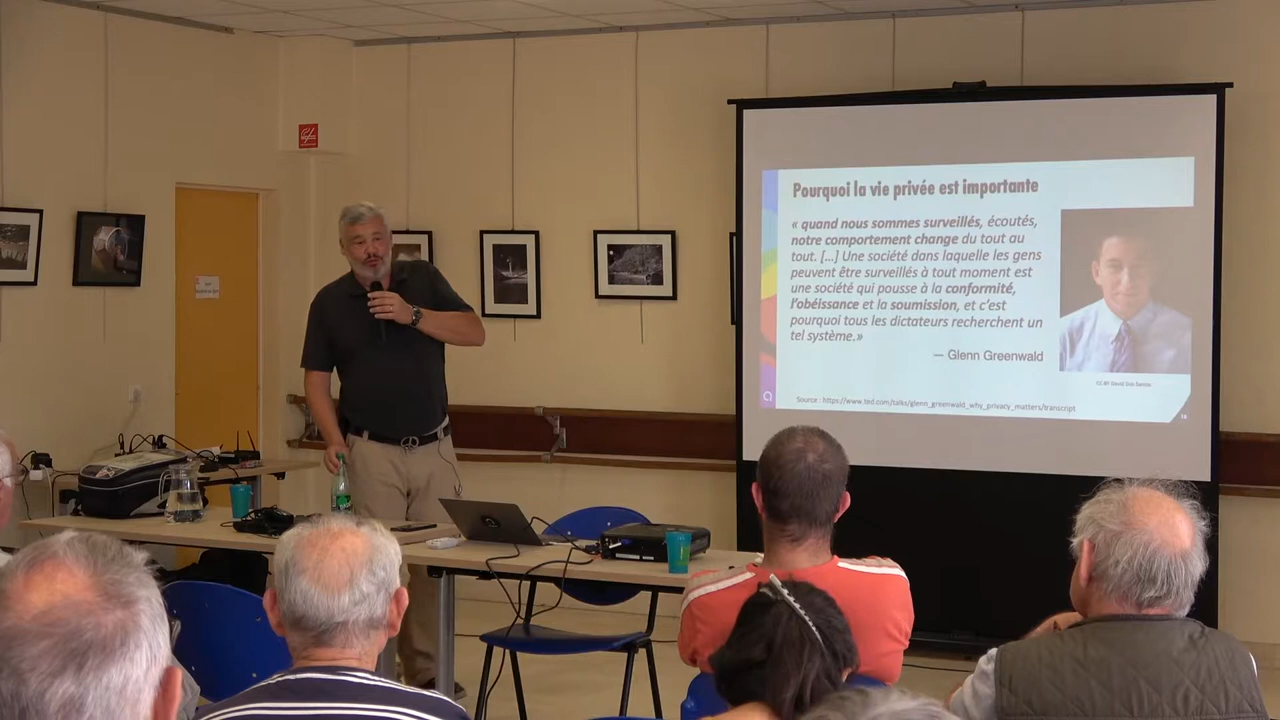 Pourquoi la vie privée est importante
« quand nous sommes surveillés, écoutés,
notre comportement change du tout au
tout. [...] Une société dans laquelle les gens
peuvent être surveillés à tout moment est
une société qui pousse à la conformité,
l'obéissance et la soumission, et c'est
pourquoi tous les dictateurs recherchent un
tel système.»
— Glenn Greenwald
Source : https://www.ted.com/talks/glenn_greenwald_why_privacy_matters/transcript